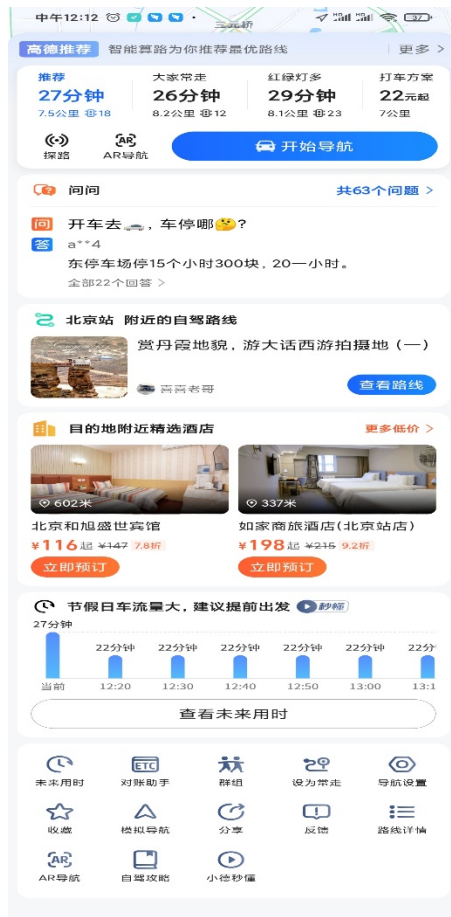 中午12:12
三元桥
37
高德推荐 智能算路为你推荐最优路线 更多 >
推荐 大家常走 红绿灯多 打车方案
27分钟 26分钟 29分钟 22元起
7.5公里 18 8.2公里 12 8.1公里 23 7公里
探路 AR导航 开始导航
问问 共63个问题 >
问 开车去，车停哪？
答 a**4
东停车场停15个小时300块，20一小时。
全部22个回答 >
北京站 附近的自驾路线
赏丹霞地貌，游大话西游拍摄地（一）
喜喜老哥
查看路线
目的地附近精选酒店 更多低价 >
602米 337米
北京和旭盛世宾馆 如家商旅酒店(北京站店)
¥116起 ¥147 7.8折 ¥198起 ¥215 9.2折
立即预订 立即预订
节假日车流量大，建议提前出发 秒懂
27分钟
22分钟 22分钟 22分钟 22分钟 22分钟 22分
当前 12:20 12:30 12:40 12:50 13:00 13:1
查看未来用时
ETC
未来用时 对账助手 群组 设为常走 导航设置
收藏 模拟导航 分享 反馈 路线详情
AR
AR导航 自驾攻略 小德秒懂